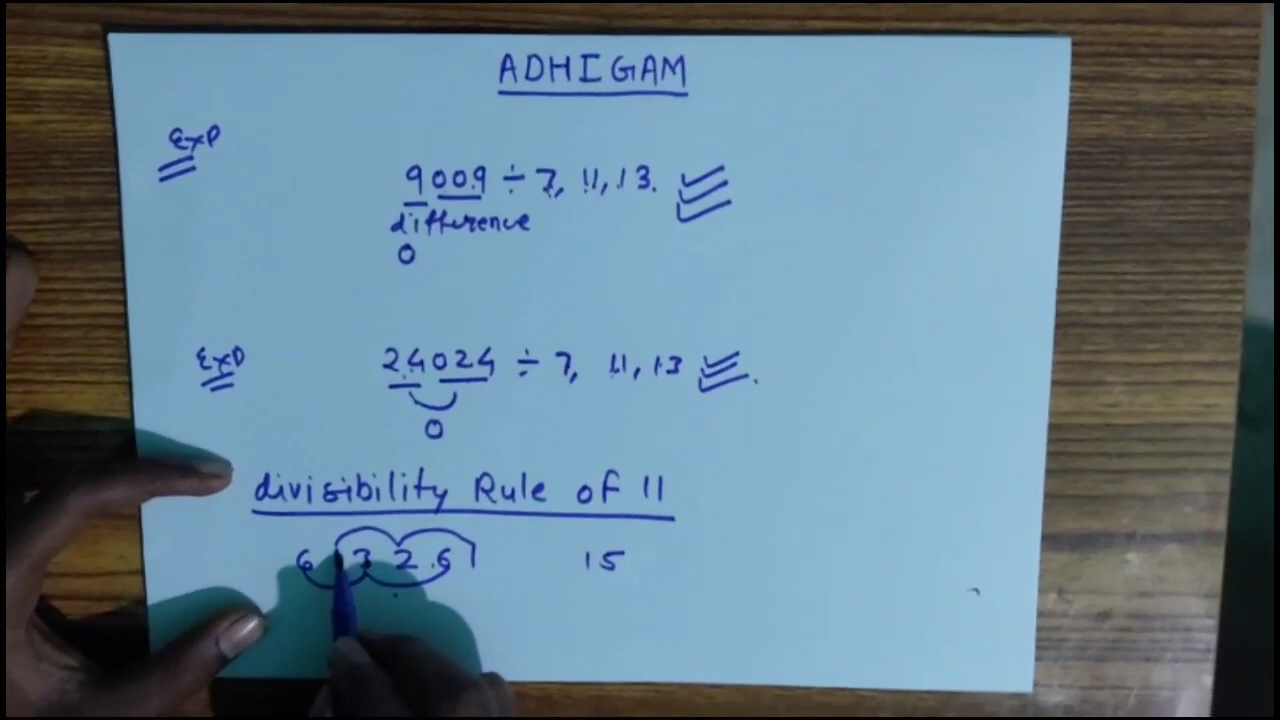 ADHIGAM
ExP
9009 ÷ 7, 11, 13.
difference
0
ExP
24024 ÷ 7, 11, 13
0
divisibility Rule of 11
6 3 2 6 1 15